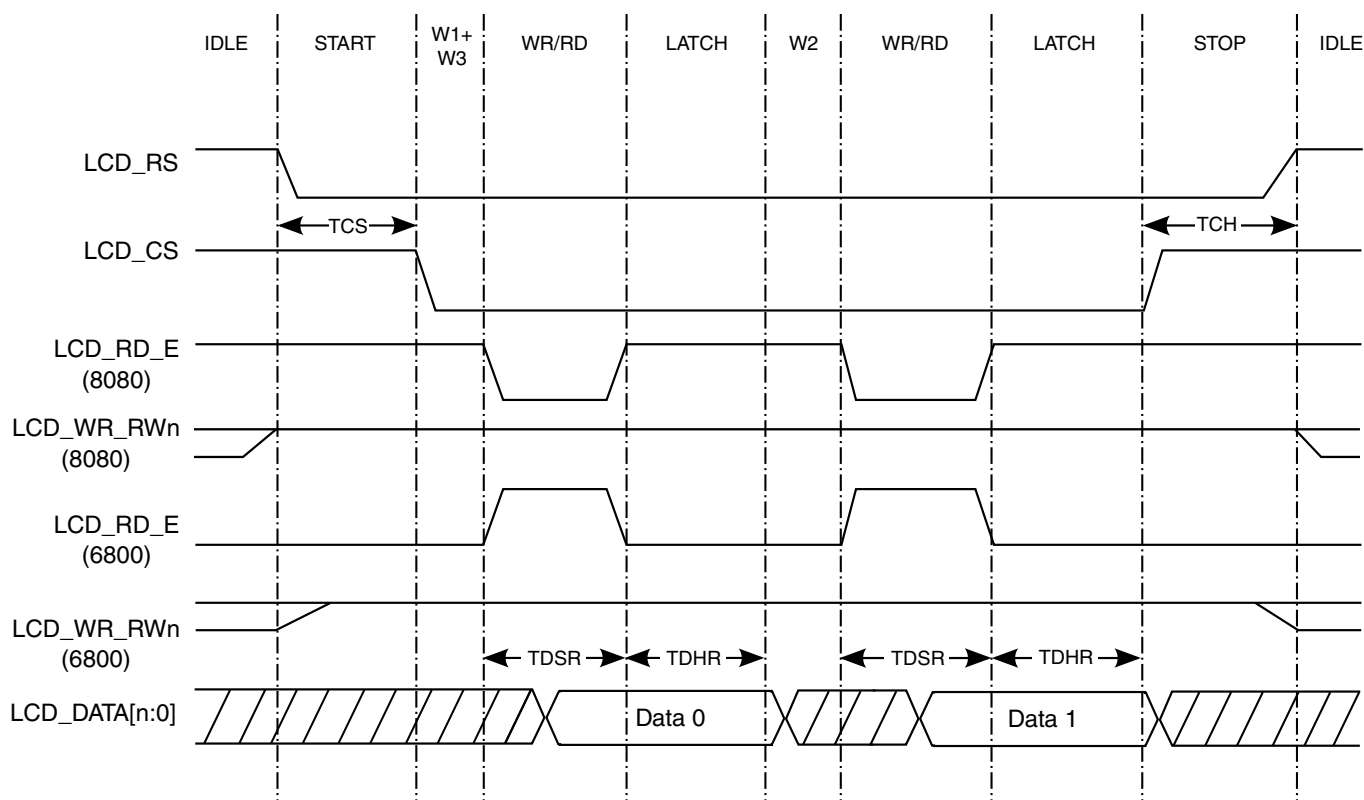 IDLE START W1+ WR/RD LATCH W2 WR/RD LATCH STOP IDLE
W3
LCD_RS
TCS TCH
LCD_CS
LCD_RD_E
(8080)
LCD_WR_RWn
(8080)
LCD_RD_E
(6800)
LCD_WR_RWn
(6800)
TDSR TDHR TDSR TDHR
LCD_DATA[n:0] Data 0 Data 1